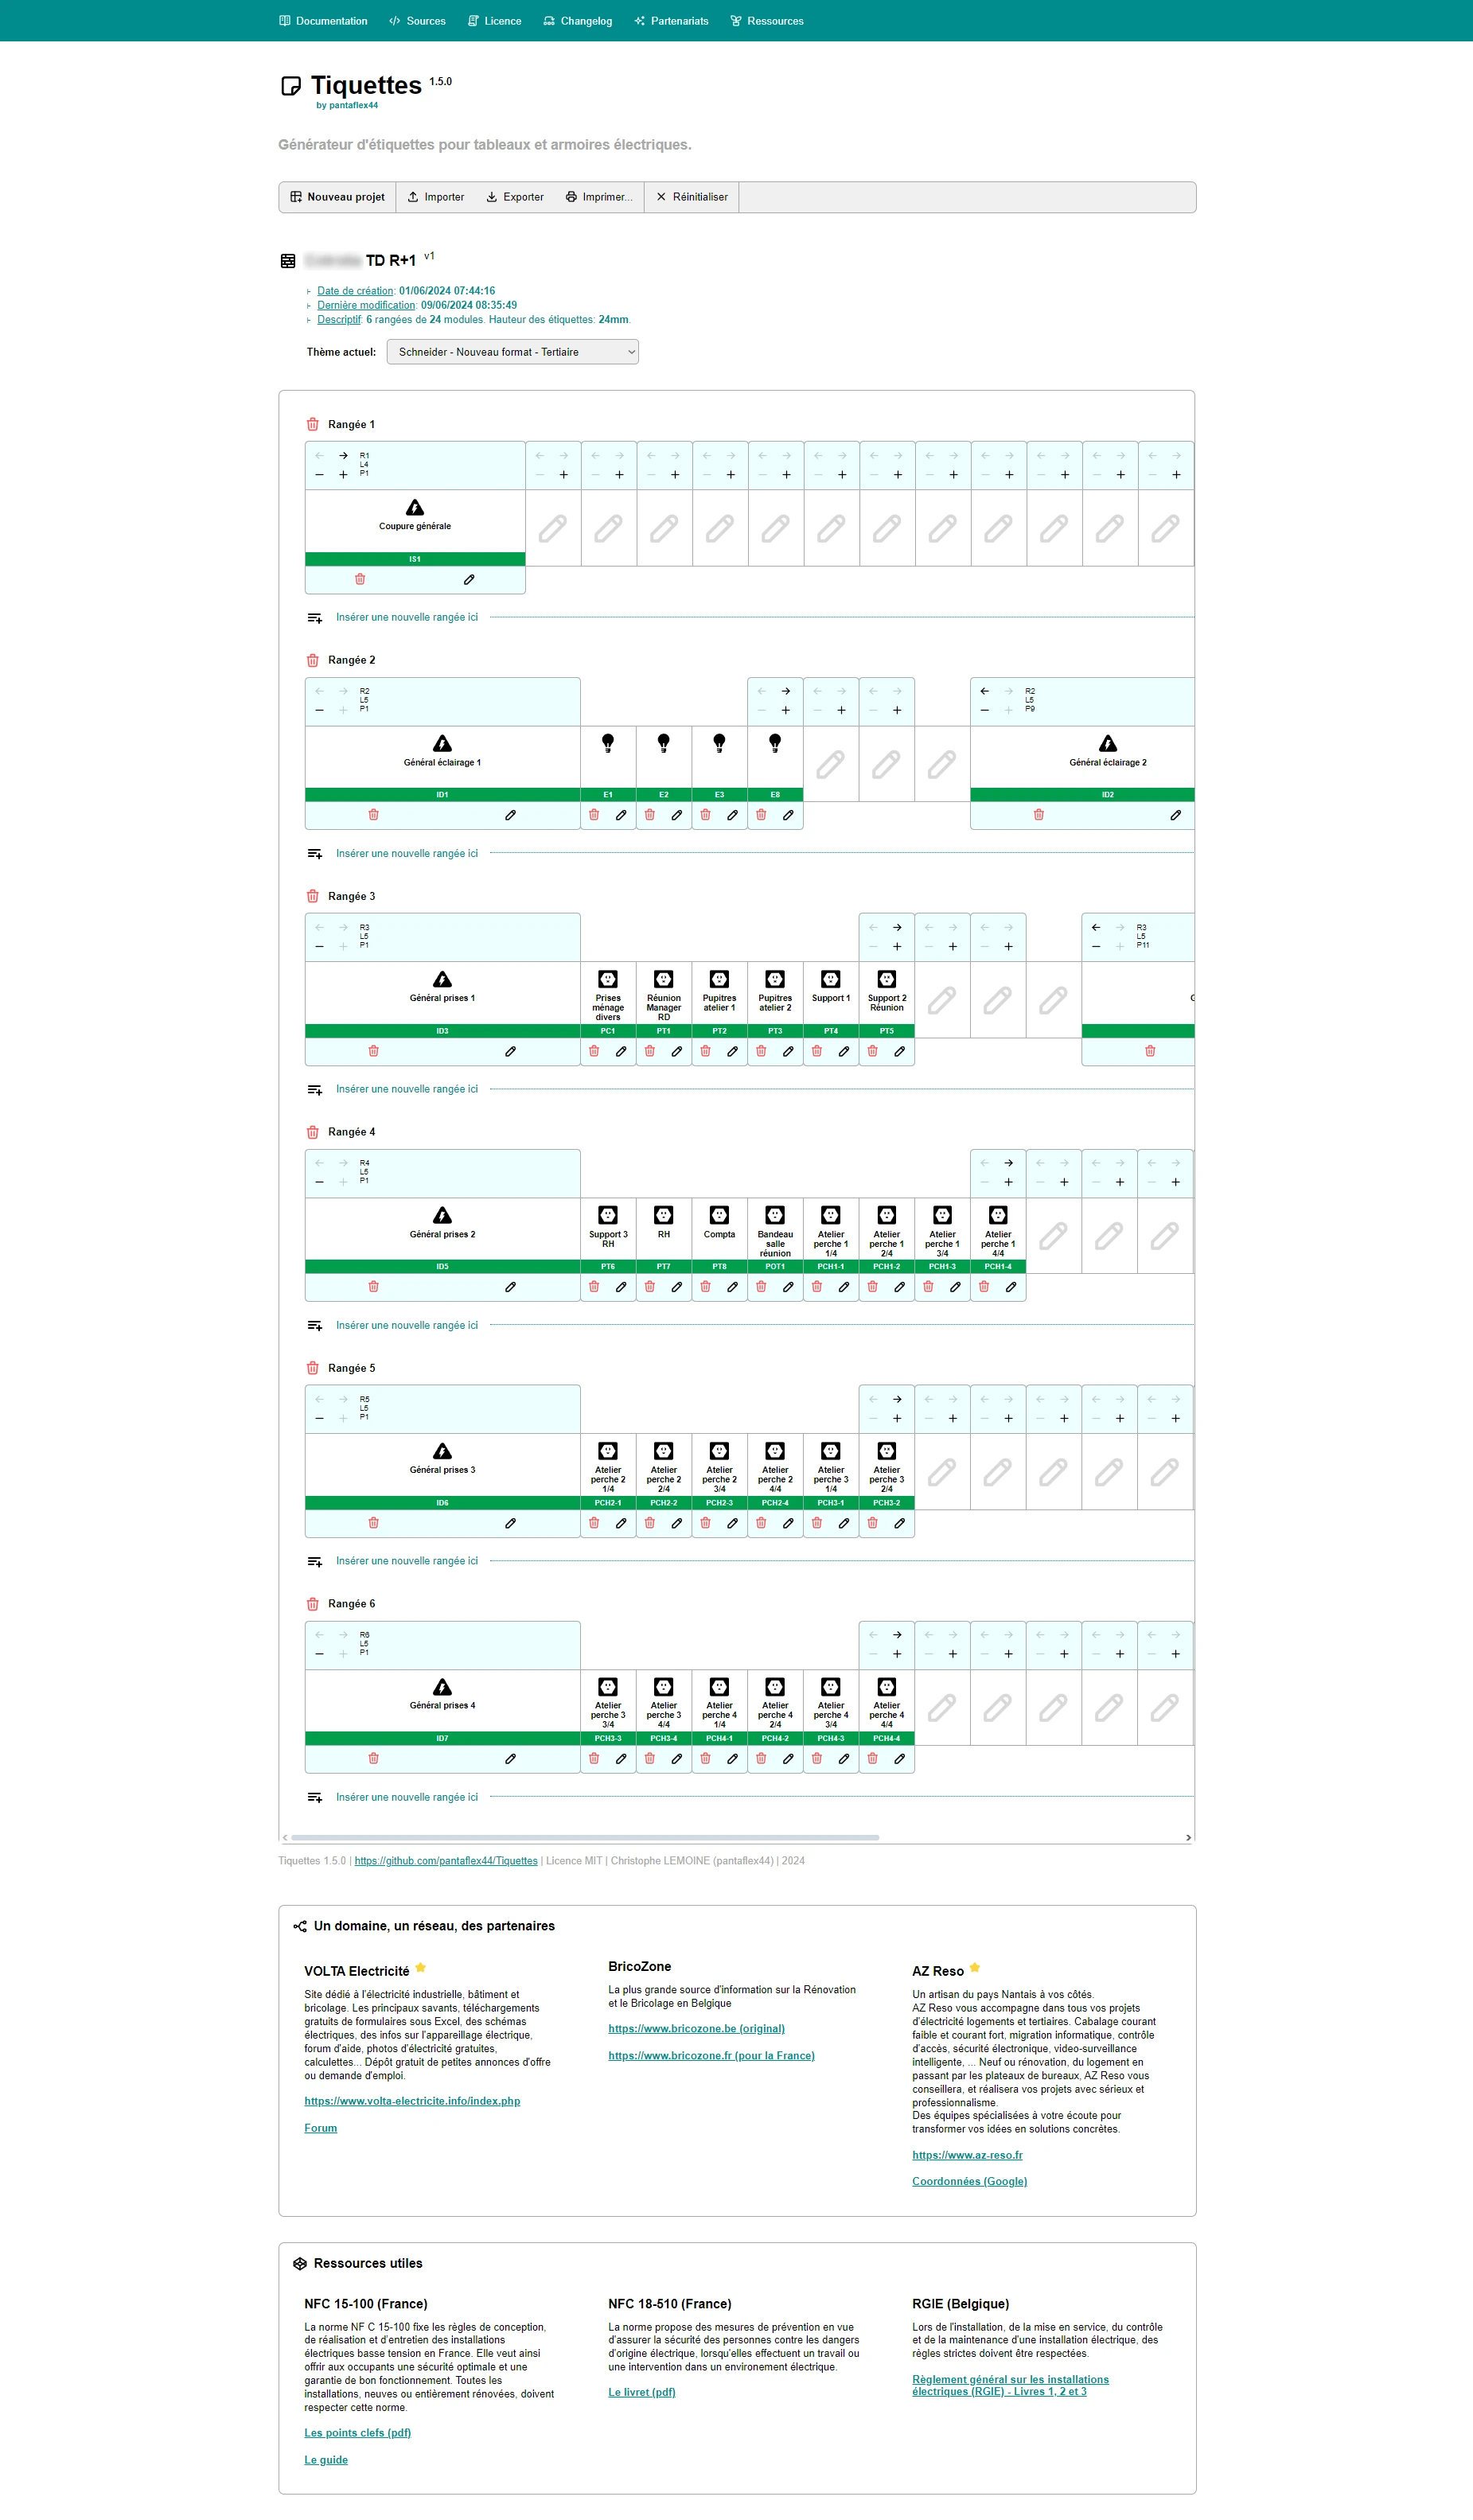 Documentation Sources Licence Changelog Partenariats Ressources
Tiquettes 1.5.0
by pantaflex44
Générateur d'étiquettes pour tableaux et armoires électriques.
Nouveau projet Importer Exporter Imprimer... Réinitialiser
TD R+1 v1
Date de création: 01/06/2024 07:44:16
Dernière modification: 09/06/2024 08:35:49
Descriptif: 6 rangées de 24 modules. Hauteur des étiquettes: 24mm.
Thème actuel: Schneider - Nouveau format - Tertiaire
Rangée 1
R1
L4
P1
Coupure générale
IS1
Insérer une nouvelle rangée ici
Rangée 2
R2 R2
L5 L5
P1 P9
Général éclairage 1 Général éclairage 2
ID1 E1 E2 E3 E8 ID2
Insérer une nouvelle rangée ici
Rangée 3
R3 R3
L5 L5
P1 P11
Général prises 1 Prises Réunion Pupitres Pupitres Support 1 Support 2 G
ménage Manager atelier 1 atelier 2 Réunion
divers RD
ID3 PC1 PT1 PT2 PT3 PT4 PT5
Insérer une nouvelle rangée ici
Rangée 4
R4
L5
P1
Général prises 2 Support 3 RH Compta Bandeau Atelier Atelier Atelier Atelier
RH salle perche 1 perche 1 perche 1 perche 1
réunion 1/4 2/4 3/4 4/4
ID5 PT6 PT7 PT8 POT1 PCH1-1 PCH1-2 PCH1-3 PCH1-4
Insérer une nouvelle rangée ici
Rangée 5
R5
L5
P1
Général prises 3 Atelier Atelier Atelier Atelier Atelier Atelier
perche 2 perche 2 perche 2 perche 2 perche 3 perche 3
1/4 2/4 3/4 4/4 1/4 2/4
ID6 PCH2-1 PCH2-2 PCH2-3 PCH2-4 PCH3-1 PCH3-2
Insérer une nouvelle rangée ici
Rangée 6
R6
L5
P1
Général prises 4 Atelier Atelier Atelier Atelier Atelier Atelier
perche 3 perche 3 perche 4 perche 4 perche 4 perche 4
3/4 4/4 1/4 2/4 3/4 4/4
ID7 PCH3-3 PCH3-4 PCH4-1 PCH4-2 PCH4-3 PCH4-4
Insérer une nouvelle rangée ici
Tiquettes 1.5.0 | https://github.com/pantaflex44/Tiquettes | Licence MIT | Christophe LEMOINE (pantaflex44) | 2024
Un domaine, un réseau, des partenaires
VOLTA Electricité
Site dédié à l'électricité industrielle, bâtiment et
bricolage. Les principaux savants, téléchargements
gratuits de formulaires sous Excel, des schémas
électriques, des infos sur l'appareillage électrique,
forum d'aide, photos d'électricité gratuites,
calculettes... Dépôt gratuit de petites annonces d'offre
ou demande d'emploi.
https://www.volta-electricite.info/index.php
Forum
BricoZone
La plus grande source d'information sur la Rénovation
et le Bricolage en Belgique
https://www.bricozone.be (original)
https://www.bricozone.fr (pour la France)
AZ Reso
Un artisan du pays Nantais à vos côtés.
AZ Reso vous accompagne dans tous vos projets
d'électricité logements et tertiaires. Cabalage courant
faible et courant fort, migration informatique, contrôle
d'accès, sécurité électronique, video-surveillance
intelligente, ... Neuf ou rénovation, du logement en
passant par les plateaux de bureaux, AZ Reso vous
conseillera, et réalisera vos projets avec sérieux et
professionnalisme.
Des équipes spécialisées à votre écoute pour
transformer vos idées en solutions concrètes.
https://www.az-reso.fr
Coordonnées (Google)
Ressources utiles
NFC 15-100 (France)
La norme NF C 15-100 fixe les règles de conception,
de réalisation et d'entretien des installations
électriques basse tension en France. Elle veut ainsi
offrir aux occupants une sécurité optimale et une
garantie de bon fonctionnement. Toutes les
installations, neuves ou entièrement rénovées, doivent
respecter cette norme.
Les points clefs (pdf)
Le guide
NFC 18-510 (France)
La norme propose des mesures de prévention en vue
d'assurer la sécurité des personnes contre les dangers
d'origine électrique, lorsqu'elles effectuent un travail ou
une intervention dans un environement électrique.
Le livret (pdf)
RGIE (Belgique)
Lors de l'installation, de la mise en service, du contrôle
et de la maintenance d'une installation électrique, des
règles strictes doivent être respectées.
Règlement général sur les installations
électriques (RGIE) - Livres 1, 2 et 3